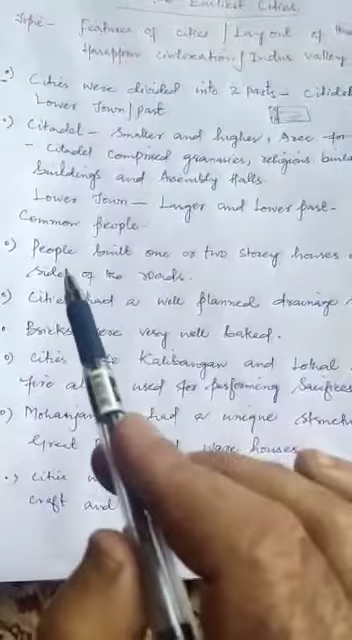 Earliest Cities
Topic - Features of cities / Layout of the
Harappan civilization / Indus valley
Cities were divided into 2 parts - Citidel
Lower Town/part
Citadel - Smaller and higher, Area for
- Citadel comprised granaries, religious buil
buildings and Assembly Halls.
Lower Town - Larger and Lower part-
Common people.
People built one or two storey houses
side of the roads.
Cities had a well planned drainage
Bricks were very well baked.
Cities Kalibangan and Lothal
fire used for performing Sacrifices
had a unique
Great ware houses
Cities
craft and